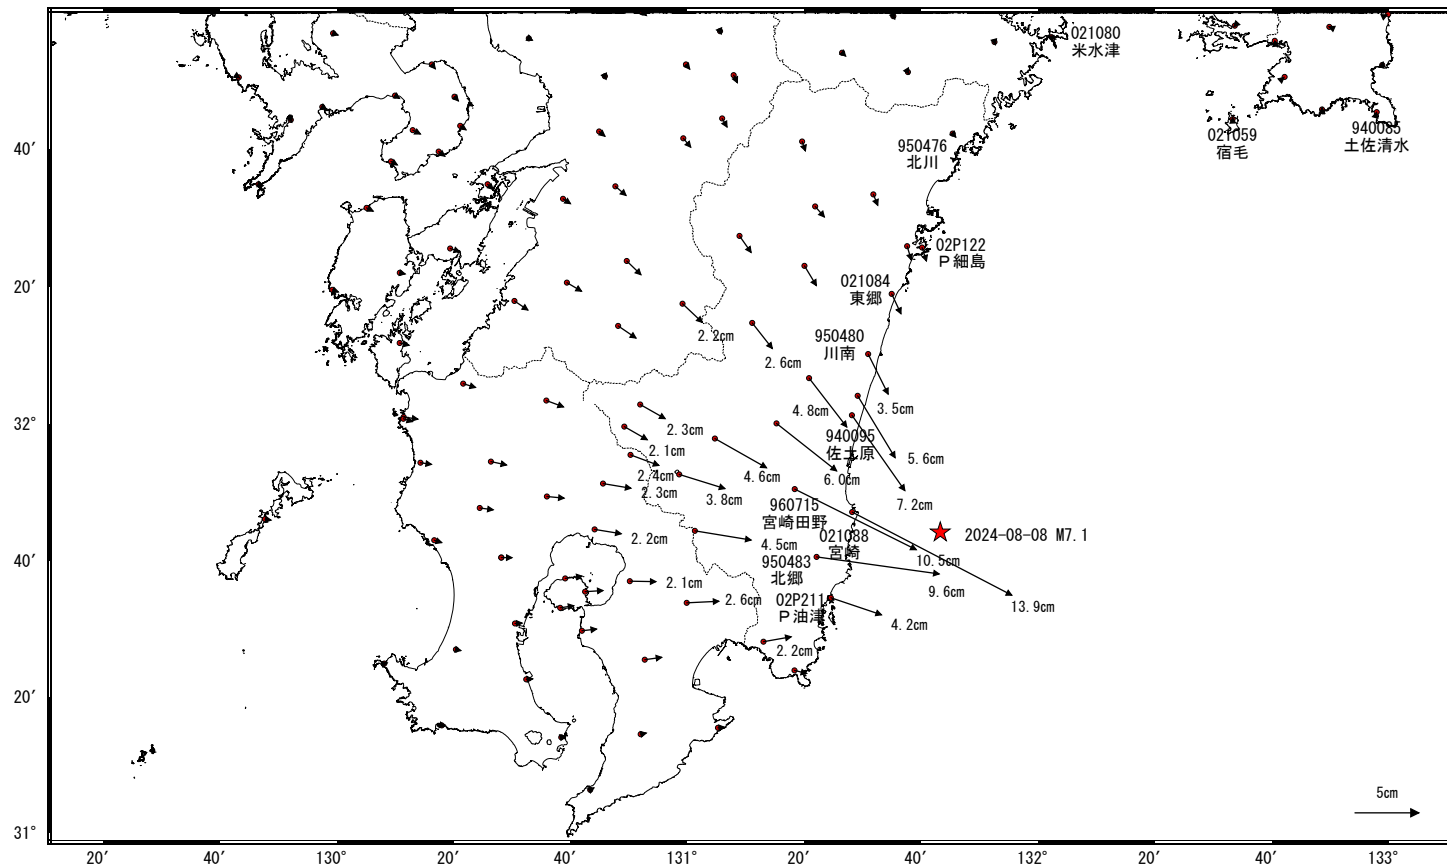 021080
米水津
021059
宿毛
940085
土佐清水
40′
950476
北川
02P122
P細島
20′
021084
東郷
950480
川南
2.2cm
2.6cm
3.5cm
4.8cm
32°
2.3cm
940095
佐土原
2.1cm
5.6cm
2.4cm
4.6cm
6.0cm
2.3cm
3.8cm
7.2cm
960715
宮崎田野
021088
宮崎
2024-08-08 M7.1
2.2cm
4.5cm
40′
950483
北郷
10.5cm
2.1cm
9.6cm
2.6cm
02P211
P油津
13.9cm
4.2cm
2.2cm
20′
5cm
31°
20′
40′
130°
20′
40′
131°
20′
40′
132°
20′
40′
133°